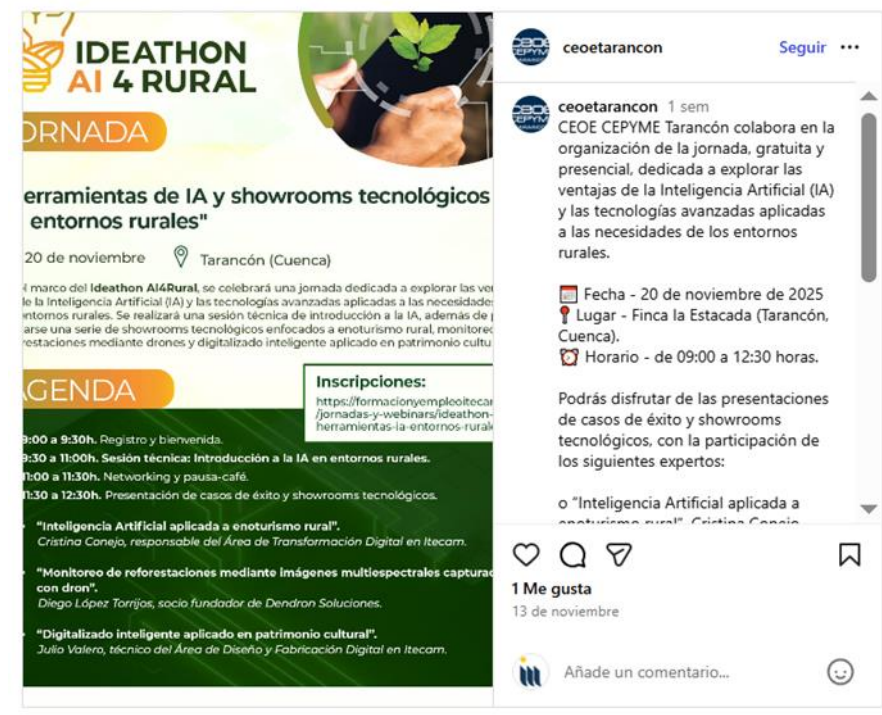 IDEATHON
AI 4 RURAL
ORNADA
erramientas de IA y showrooms tecnológicos
entornos rurales"
20 de noviembre Tarancón (Cuenca)
l marco del Ideathon AI4Rural, se celebrará una jornada dedicada a explorar las ve
de la Inteligencia Artificial (IA) y las tecnologías avanzadas aplicadas a las necesidade
ntornos rurales. Se realizará una sesión técnica de introducción a la IA, además de p
arse una serie de showrooms tecnológicos enfocados a enoturismo rural, monitoreo
restaciones mediante drones y digitalizado inteligente aplicado en patrimonio cultu
AGENDA
Inscripciones:
https://formacionyempleoitecar
/jornadas-y-webinars/ideathon-
herramientas-ia-entornos-rural
9:00 a 9:30h. Registro y bienvenida.
9:30 a 11:00h. Sesión técnica: Introducción a la IA en entornos rurales.
11:00 a 11:30h. Networking y pausa-café.
11:30 a 12:30h. Presentación de casos de éxito y showrooms tecnológicos.
"Inteligencia Artificial aplicada a enoturismo rural".
Cristina Conejo, responsable del Área de Transformación Digital en Itecam.
"Monitoreo de reforestaciones mediante imágenes multiespectrales captura
con dron".
Diego López Torrijos, socio fundador de Dendron Soluciones.
"Digitalizado inteligente aplicado en patrimonio cultural".
Julio Valero, técnico del Área de Diseño y Fabricación Digital en Itecam.
CEOE
CEPYME
ceoetarancon Seguir
CEOE
CEPYME
ceoetarancon 1 sem
CEOE CEPYME Tarancón colabora en la
organización de la jornada, gratuita y
presencial, dedicada a explorar las
ventajas de la Inteligencia Artificial (IA)
y las tecnologías avanzadas aplicadas
a las necesidades de los entornos
rurales.
Fecha - 20 de noviembre de 2025
Lugar - Finca la Estacada (Tarancón,
Cuenca).
Horario - de 09:00 a 12:30 horas.
Podrás disfrutar de las presentaciones
de casos de éxito y showrooms
tecnológicos, con la participación de
los siguientes expertos:
o "Inteligencia Artificial aplicada a
enoturismo rural". Cristina Conejo
1 Me gusta
13 de noviembre
Añade un comentario...